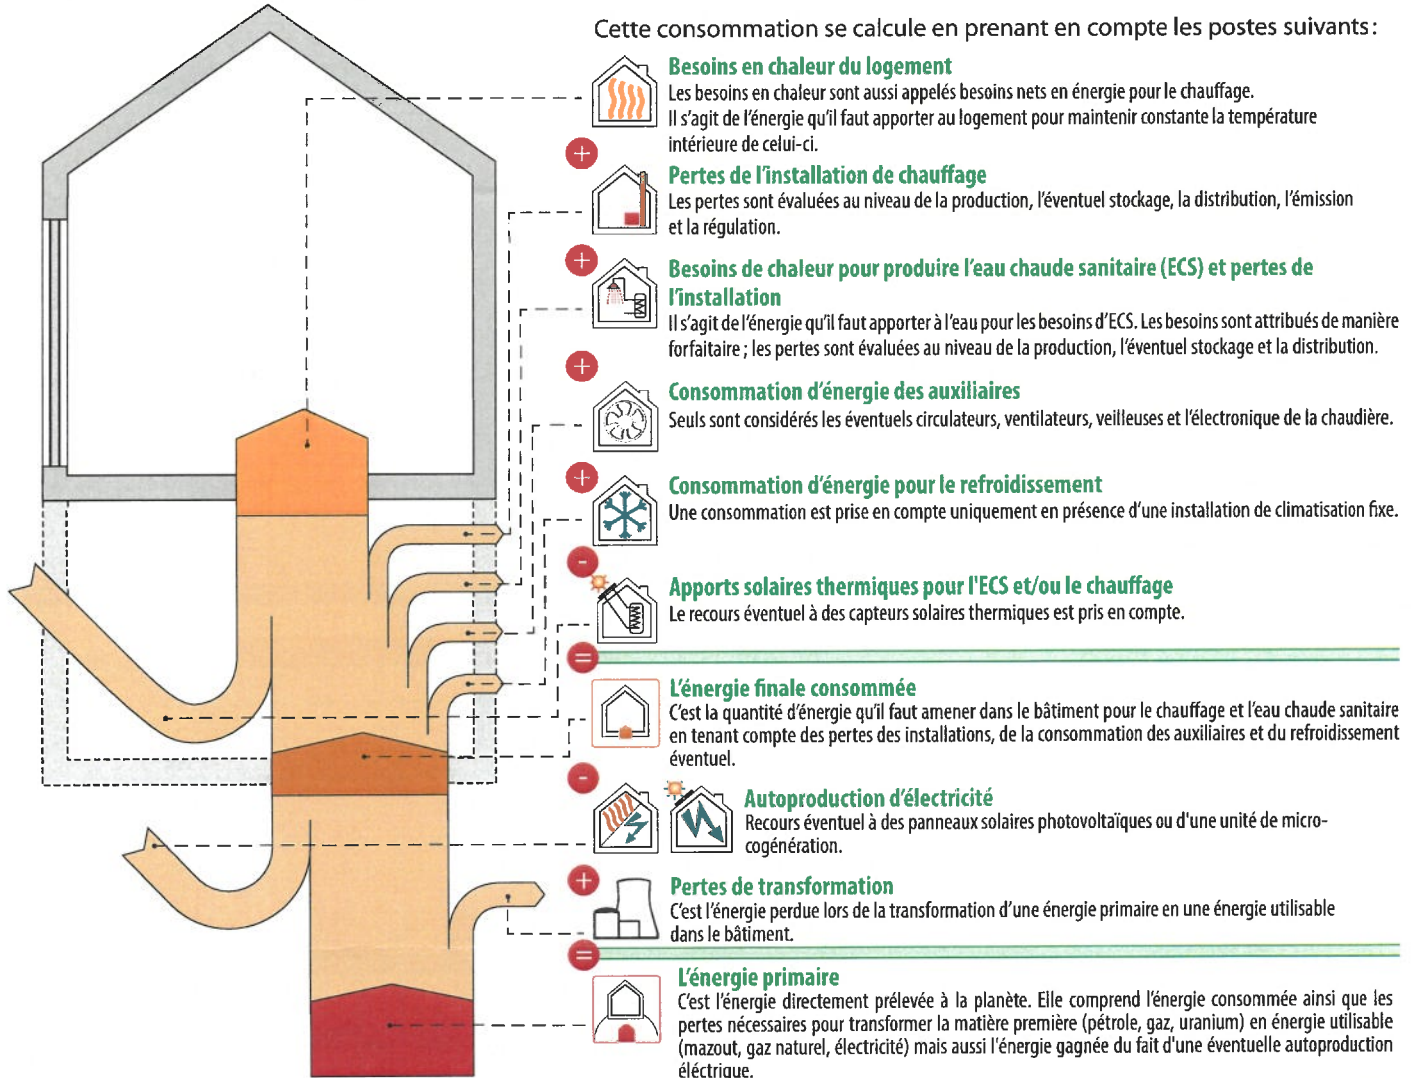 Cette consommation se calcule en prenant en compte les postes suivants :
Besoins en chaleur du logement
Les besoins en chaleur sont aussi appelés besoins nets en énergie pour le chauffage.
Il s'agit de l'énergie qu'il faut apporter au logement pour maintenir constante la température
intérieure de celui-ci.
+
Pertes de l'installation de chauffage
Les pertes sont évaluées au niveau de la production, l'éventuel stockage, la distribution, l'émission
et la régulation.
+
Besoins de chaleur pour produire l'eau chaude sanitaire (ECS) et pertes de
l'installation
Il s'agit de l'énergie qu'il faut apporter à l'eau pour les besoins d'ECS. Les besoins sont attribués de manière
forfaitaire ; les pertes sont évaluées au niveau de la production, l'éventuel stockage et la distribution.
+
Consommation d'énergie des auxiliaires
Seuls sont considérés les éventuels circulateurs, ventilateurs, veilleuses et l'électronique de la chaudière.
+
Consommation d'énergie pour le refroidissement
Une consommation est prise en compte uniquement en présence d'une installation de climatisation fixe.
-
Apports solaires thermiques pour l'ECS et/ou le chauffage
Le recours éventuel à des capteurs solaires thermiques est pris en compte.
=
L'énergie finale consommée
C'est la quantité d'énergie qu'il faut amener dans le bâtiment pour le chauffage et l'eau chaude sanitaire
en tenant compte des pertes des installations, de la consommation des auxiliaires et du refroidissement
éventuel.
-
Autoproduction d'électricité
Recours éventuel à des panneaux solaires photovoltaïques ou d'une unité de micro-
cogénération.
+
Pertes de transformation
C'est l'énergie perdue lors de la transformation d'une énergie primaire en une énergie utilisable
dans le bâtiment.
=
L'énergie primaire
C'est l'énergie directement prélevée à la planète. Elle comprend l'énergie consommée ainsi que les
pertes nécessaires pour transformer la matière première (pétrole, gaz, uranium) en énergie utilisable
(mazout, gaz naturel, électricité) mais aussi l'énergie gagnée du fait d'une éventuelle autoproduction
éléctrique.